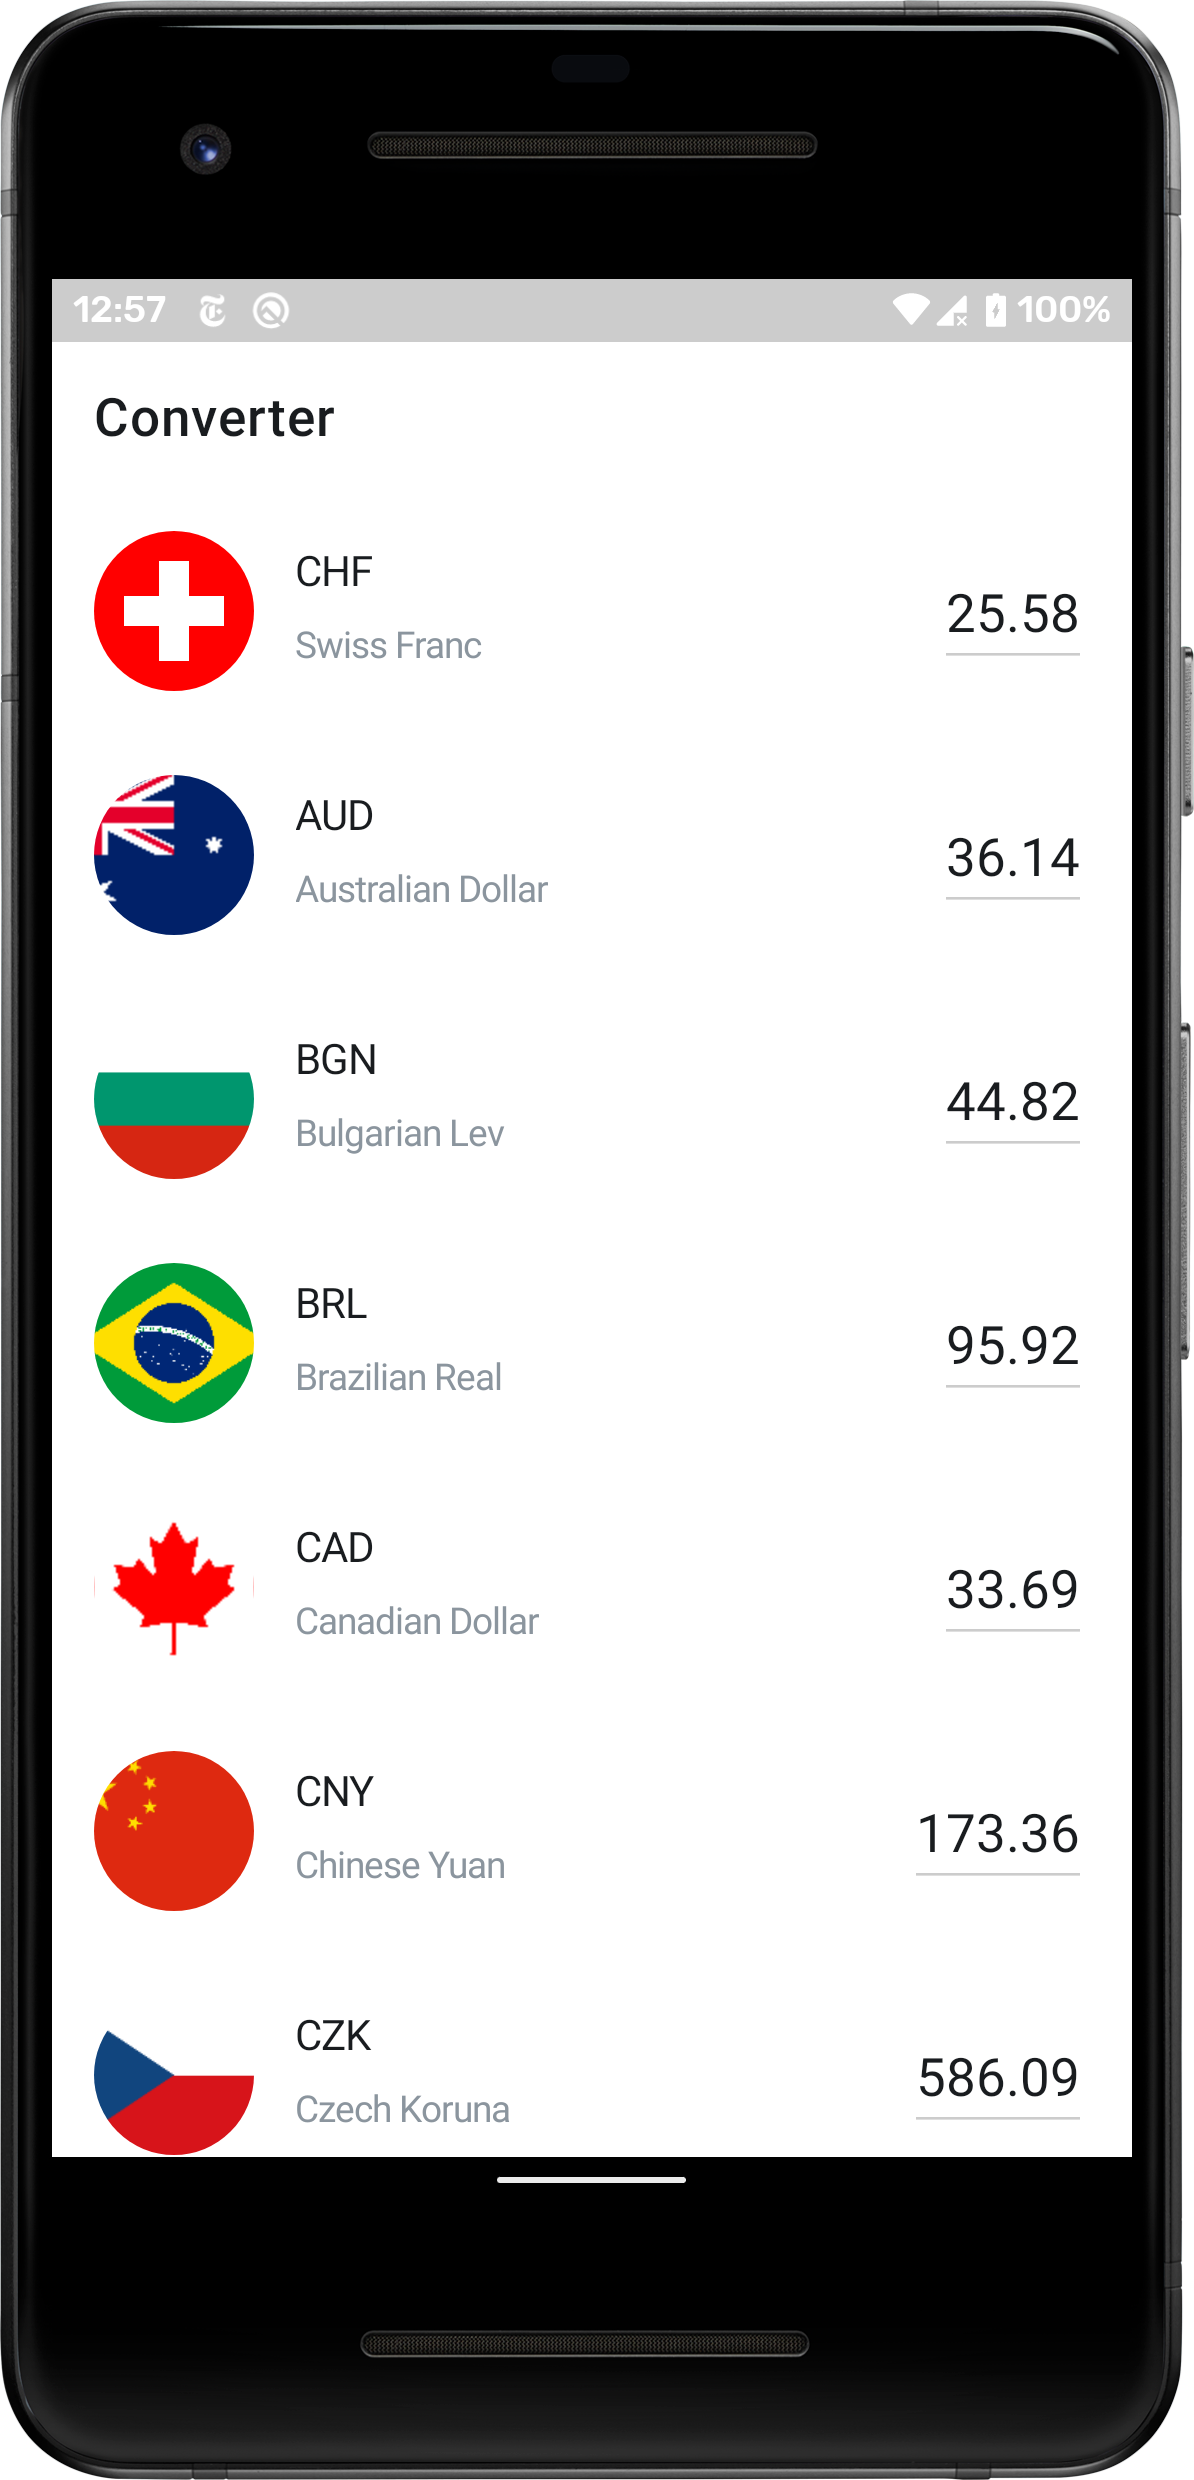 12:57 100%
Converter
CHF
Swiss Franc
25.58
AUD
Australian Dollar
36.14
BGN
Bulgarian Lev
44.82
BRL
Brazilian Real
95.92
CAD
Canadian Dollar
33.69
CNY
Chinese Yuan
173.36
CZK
Czech Koruna
586.09